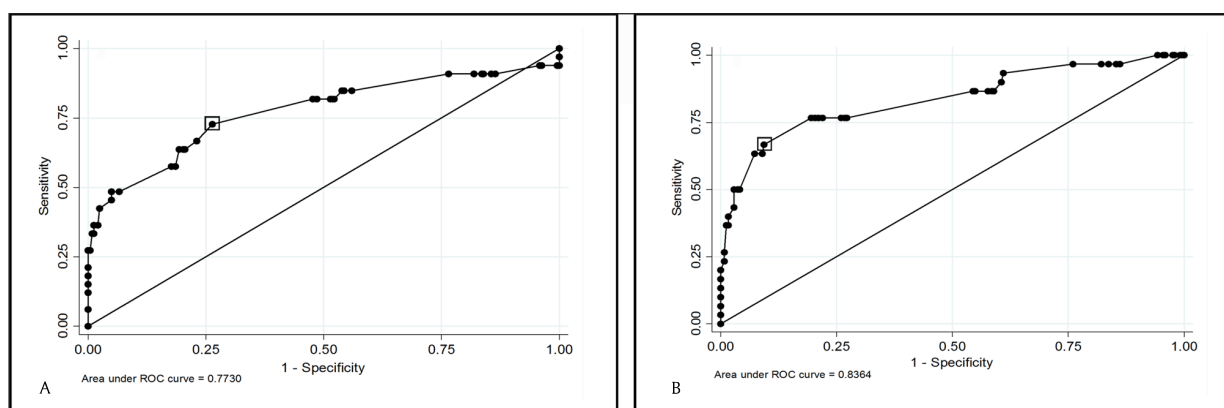 1.00
0.75
0.50
0.25
0.00
Sensitivity
0.00 0.25 0.50 0.75 1.00
1 - Specificity
Area under ROC curve = 0.7730
A
1.00
0.75
0.50
0.25
0.00
Sensitivity
0.00 0.25 0.50 0.75 1.00
1 - Specificity
Area under ROC curve = 0.8364
B